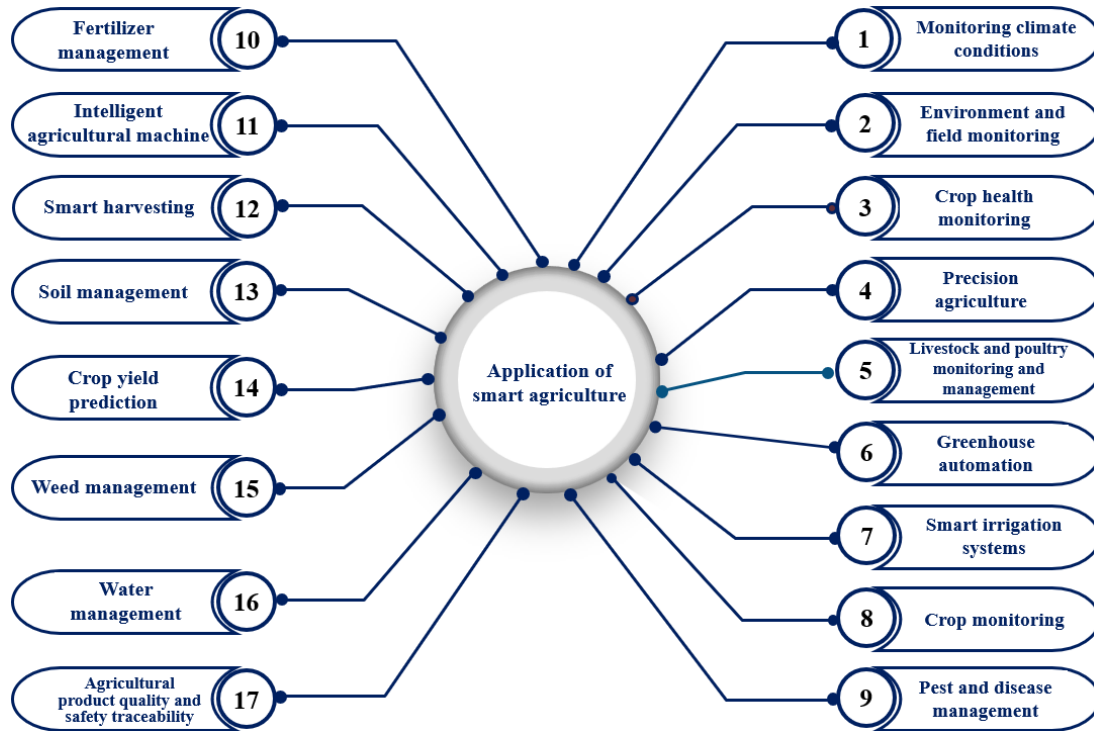 Fertilizer
management
10
Intelligent
agricultural machine
11
Smart harvesting
12
Soil management
13
Crop yield
prediction
14
Weed management
15
Water
management
16
Agricultural
product quality and
safety traceability
17
Application of
smart agriculture
1
Monitoring climate
conditions
2
Environment and
field monitoring
3
Crop health
monitoring
4
Precision
agriculture
5
Livestock and poultry
monitoring and
management
6
Greenhouse
automation
7
Smart irrigation
systems
8
Crop monitoring
9
Pest and disease
management